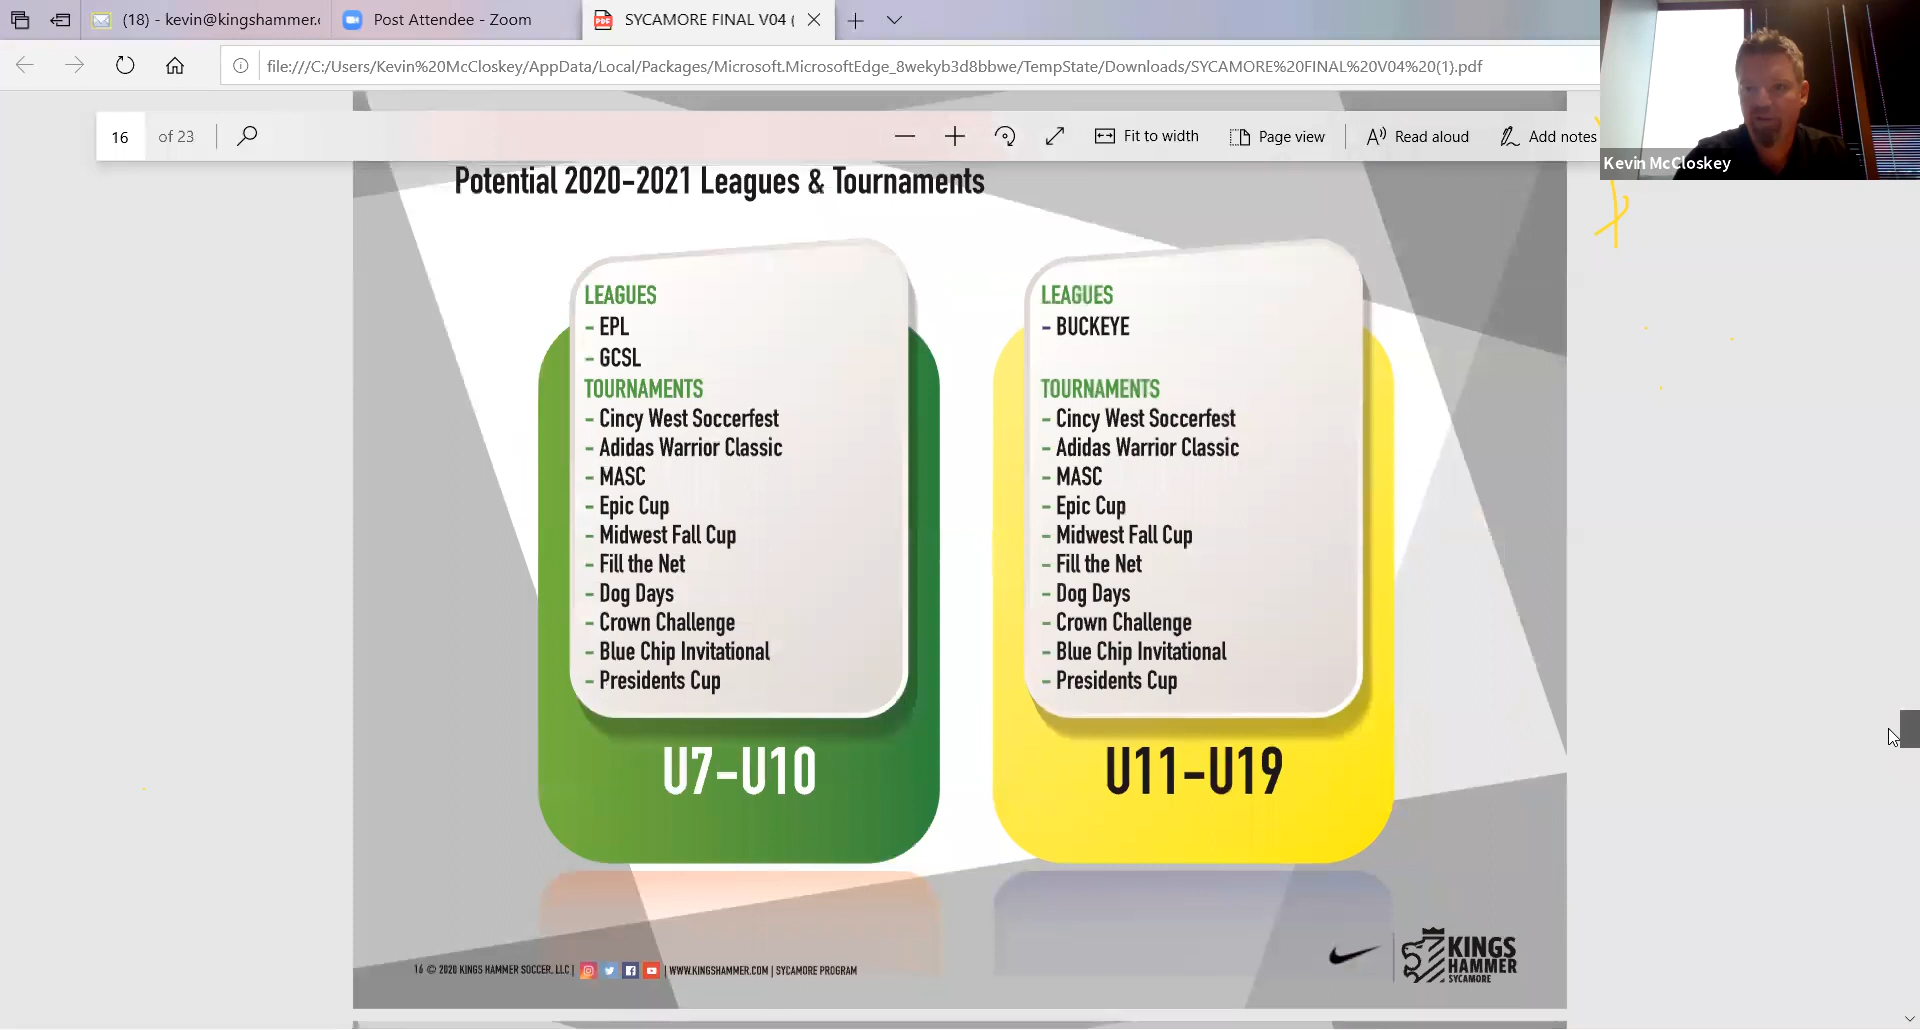 (18) - kevin@kingshammer.c
Post Attendee - Zoom
SYCAMORE FINAL V04 (
file:///C:/Users/Kevin%20McCloskey/AppData/Local/Packages/Microsoft.MicrosoftEdge_8wekyb3d8bbwe/TempState/Downloads/SYCAMORE%20FINAL%20V04%20(1).pdf
16 of 23
Fit to width
Page view
Read aloud
Add notes
Kevin McCloskey
Potential 2020-2021 Leagues & Tournaments
LEAGUES
- EPL
- GCSL
TOURNAMENTS
- Cincy West Soccerfest
- Adidas Warrior Classic
- MASC
- Epic Cup
- Midwest Fall Cup
- Fill the Net
- Dog Days
- Crown Challenge
- Blue Chip Invitational
- Presidents Cup
U7-U10
LEAGUES
- BUCKEYE
TOURNAMENTS
- Cincy West Soccerfest
- Adidas Warrior Classic
- MASC
- Epic Cup
- Midwest Fall Cup
- Fill the Net
- Dog Days
- Crown Challenge
- Blue Chip Invitational
- Presidents Cup
U11-U19
16 © 2020 KINGS HAMMER SOCCER, LLC | | WWW.KINGSHAMMER.COM | SYCAMORE PROGRAM
KINGS
HAMMER
SYCAMORE